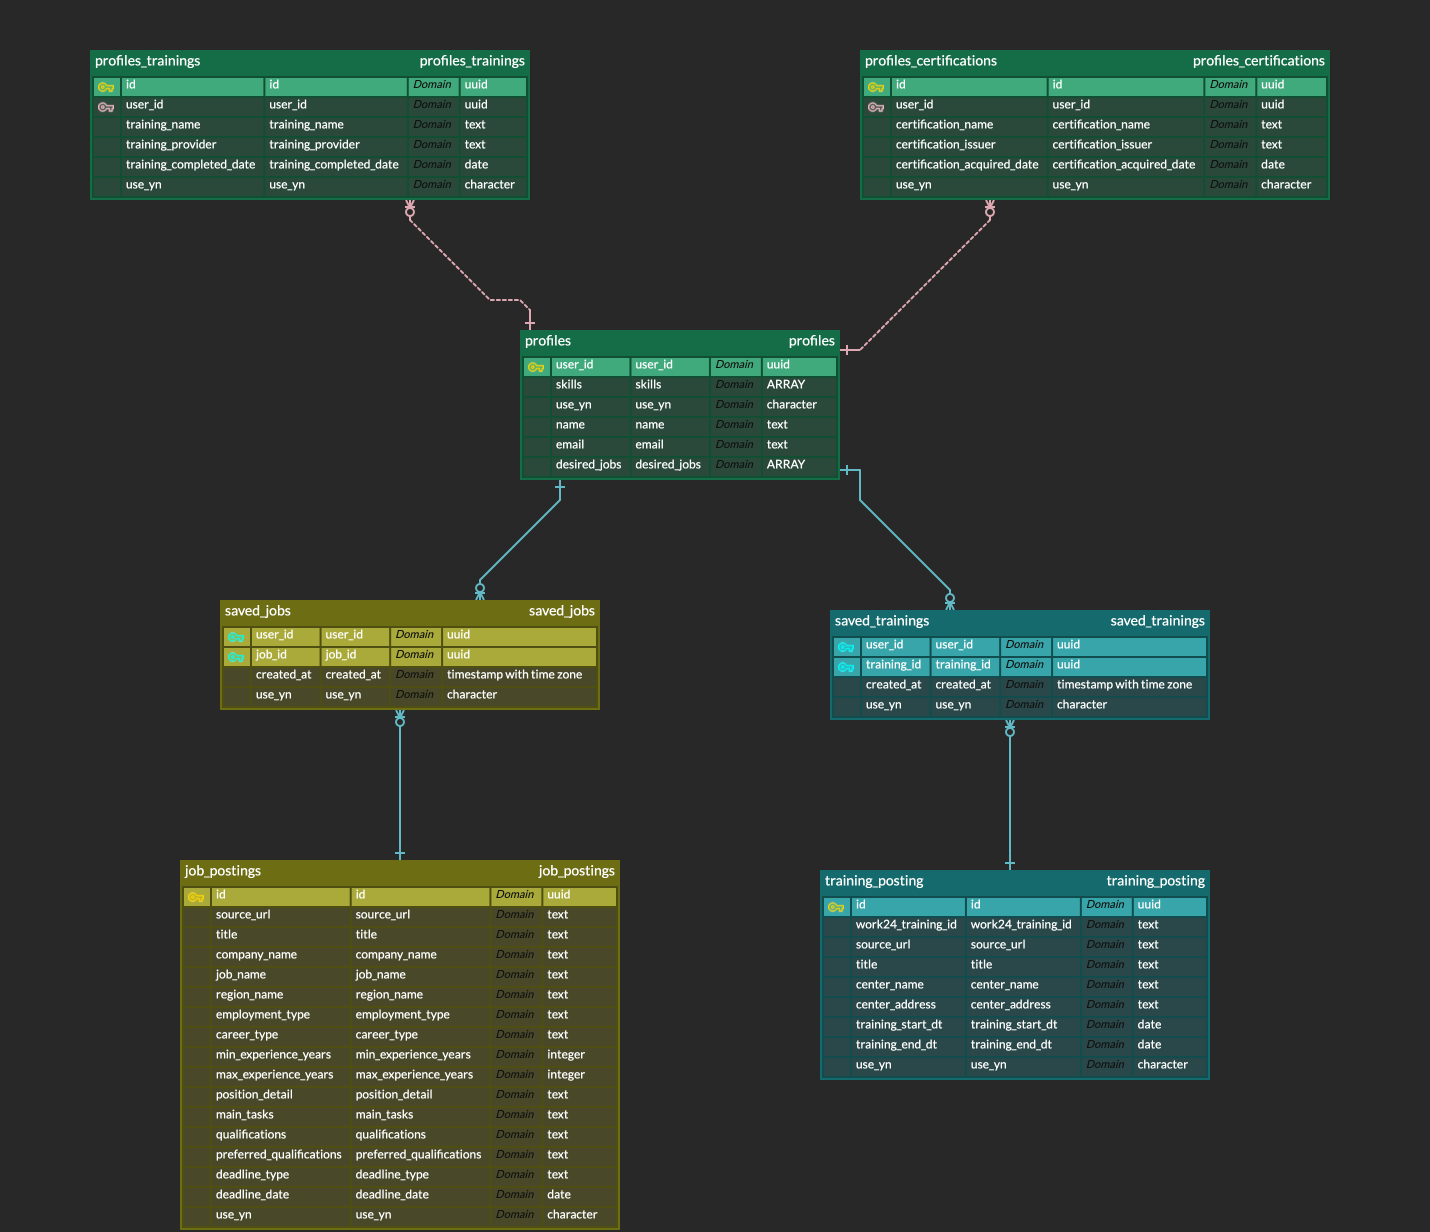 profiles_trainings profiles_trainings
id id Domain uuid
user_id user_id Domain uuid
training_name training_name Domain text
training_provider training_provider Domain text
training_completed_date training_completed_date Domain date
use_yn use_yn Domain character
profiles_certifications profiles_certifications
id id Domain uuid
user_id user_id Domain uuid
certification_name certification_name Domain text
certification_issuer certification_issuer Domain text
certification_acquired_date certification_acquired_date Domain date
use_yn use_yn Domain character
profiles profiles
user_id user_id Domain uuid
skills skills Domain ARRAY
use_yn use_yn Domain character
name name Domain text
email email Domain text
desired_jobs desired_jobs Domain ARRAY
saved_jobs saved_jobs
user_id user_id Domain uuid
job_id job_id Domain uuid
created_at created_at Domain timestamp with time zone
use_yn use_yn Domain character
saved_trainings saved_trainings
user_id user_id Domain uuid
training_id training_id Domain uuid
created_at created_at Domain timestamp with time zone
use_yn use_yn Domain character
job_postings job_postings
id id Domain uuid
source_url source_url Domain text
title title Domain text
company_name company_name Domain text
job_name job_name Domain text
region_name region_name Domain text
employment_type employment_type Domain text
career_type career_type Domain text
min_experience_years min_experience_years Domain integer
max_experience_years max_experience_years Domain integer
position_detail position_detail Domain text
main_tasks main_tasks Domain text
qualifications qualifications Domain text
preferred_qualifications preferred_qualifications Domain text
deadline_type deadline_type Domain text
deadline_date deadline_date Domain date
use_yn use_yn Domain character
training_posting training_posting
id id Domain uuid
work24_training_id work24_training_id Domain text
source_url source_url Domain text
title title Domain text
center_name center_name Domain text
center_address center_address Domain text
training_start_dt training_start_dt Domain date
training_end_dt training_end_dt Domain date
use_yn use_yn Domain character